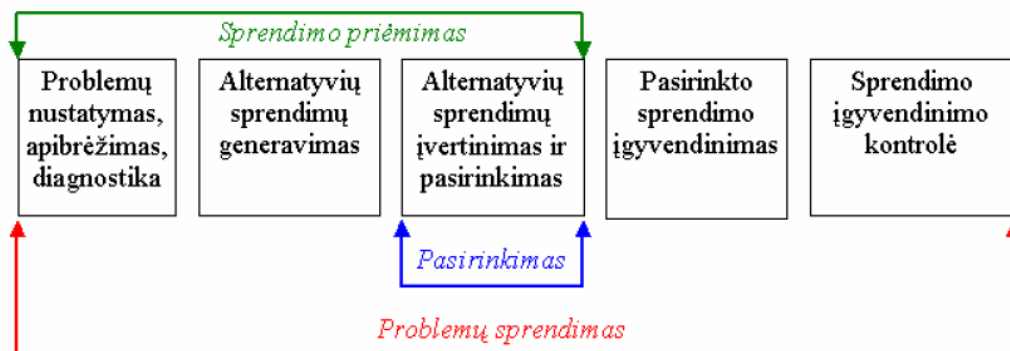 Sprendimo priėmimas
Problemų
nustatymas,
apibrėžimas,
diagnostika
Alternatyvių
sprendimų
generavimas
Alternatyvių
sprendimų
įvertinimas ir
pasirinkimas
Pasirinkto
sprendimo
įgyvendinimas
Sprendimo
įgyvendinimo
kontrolė
Pasirinkimas
Problemų sprendimas